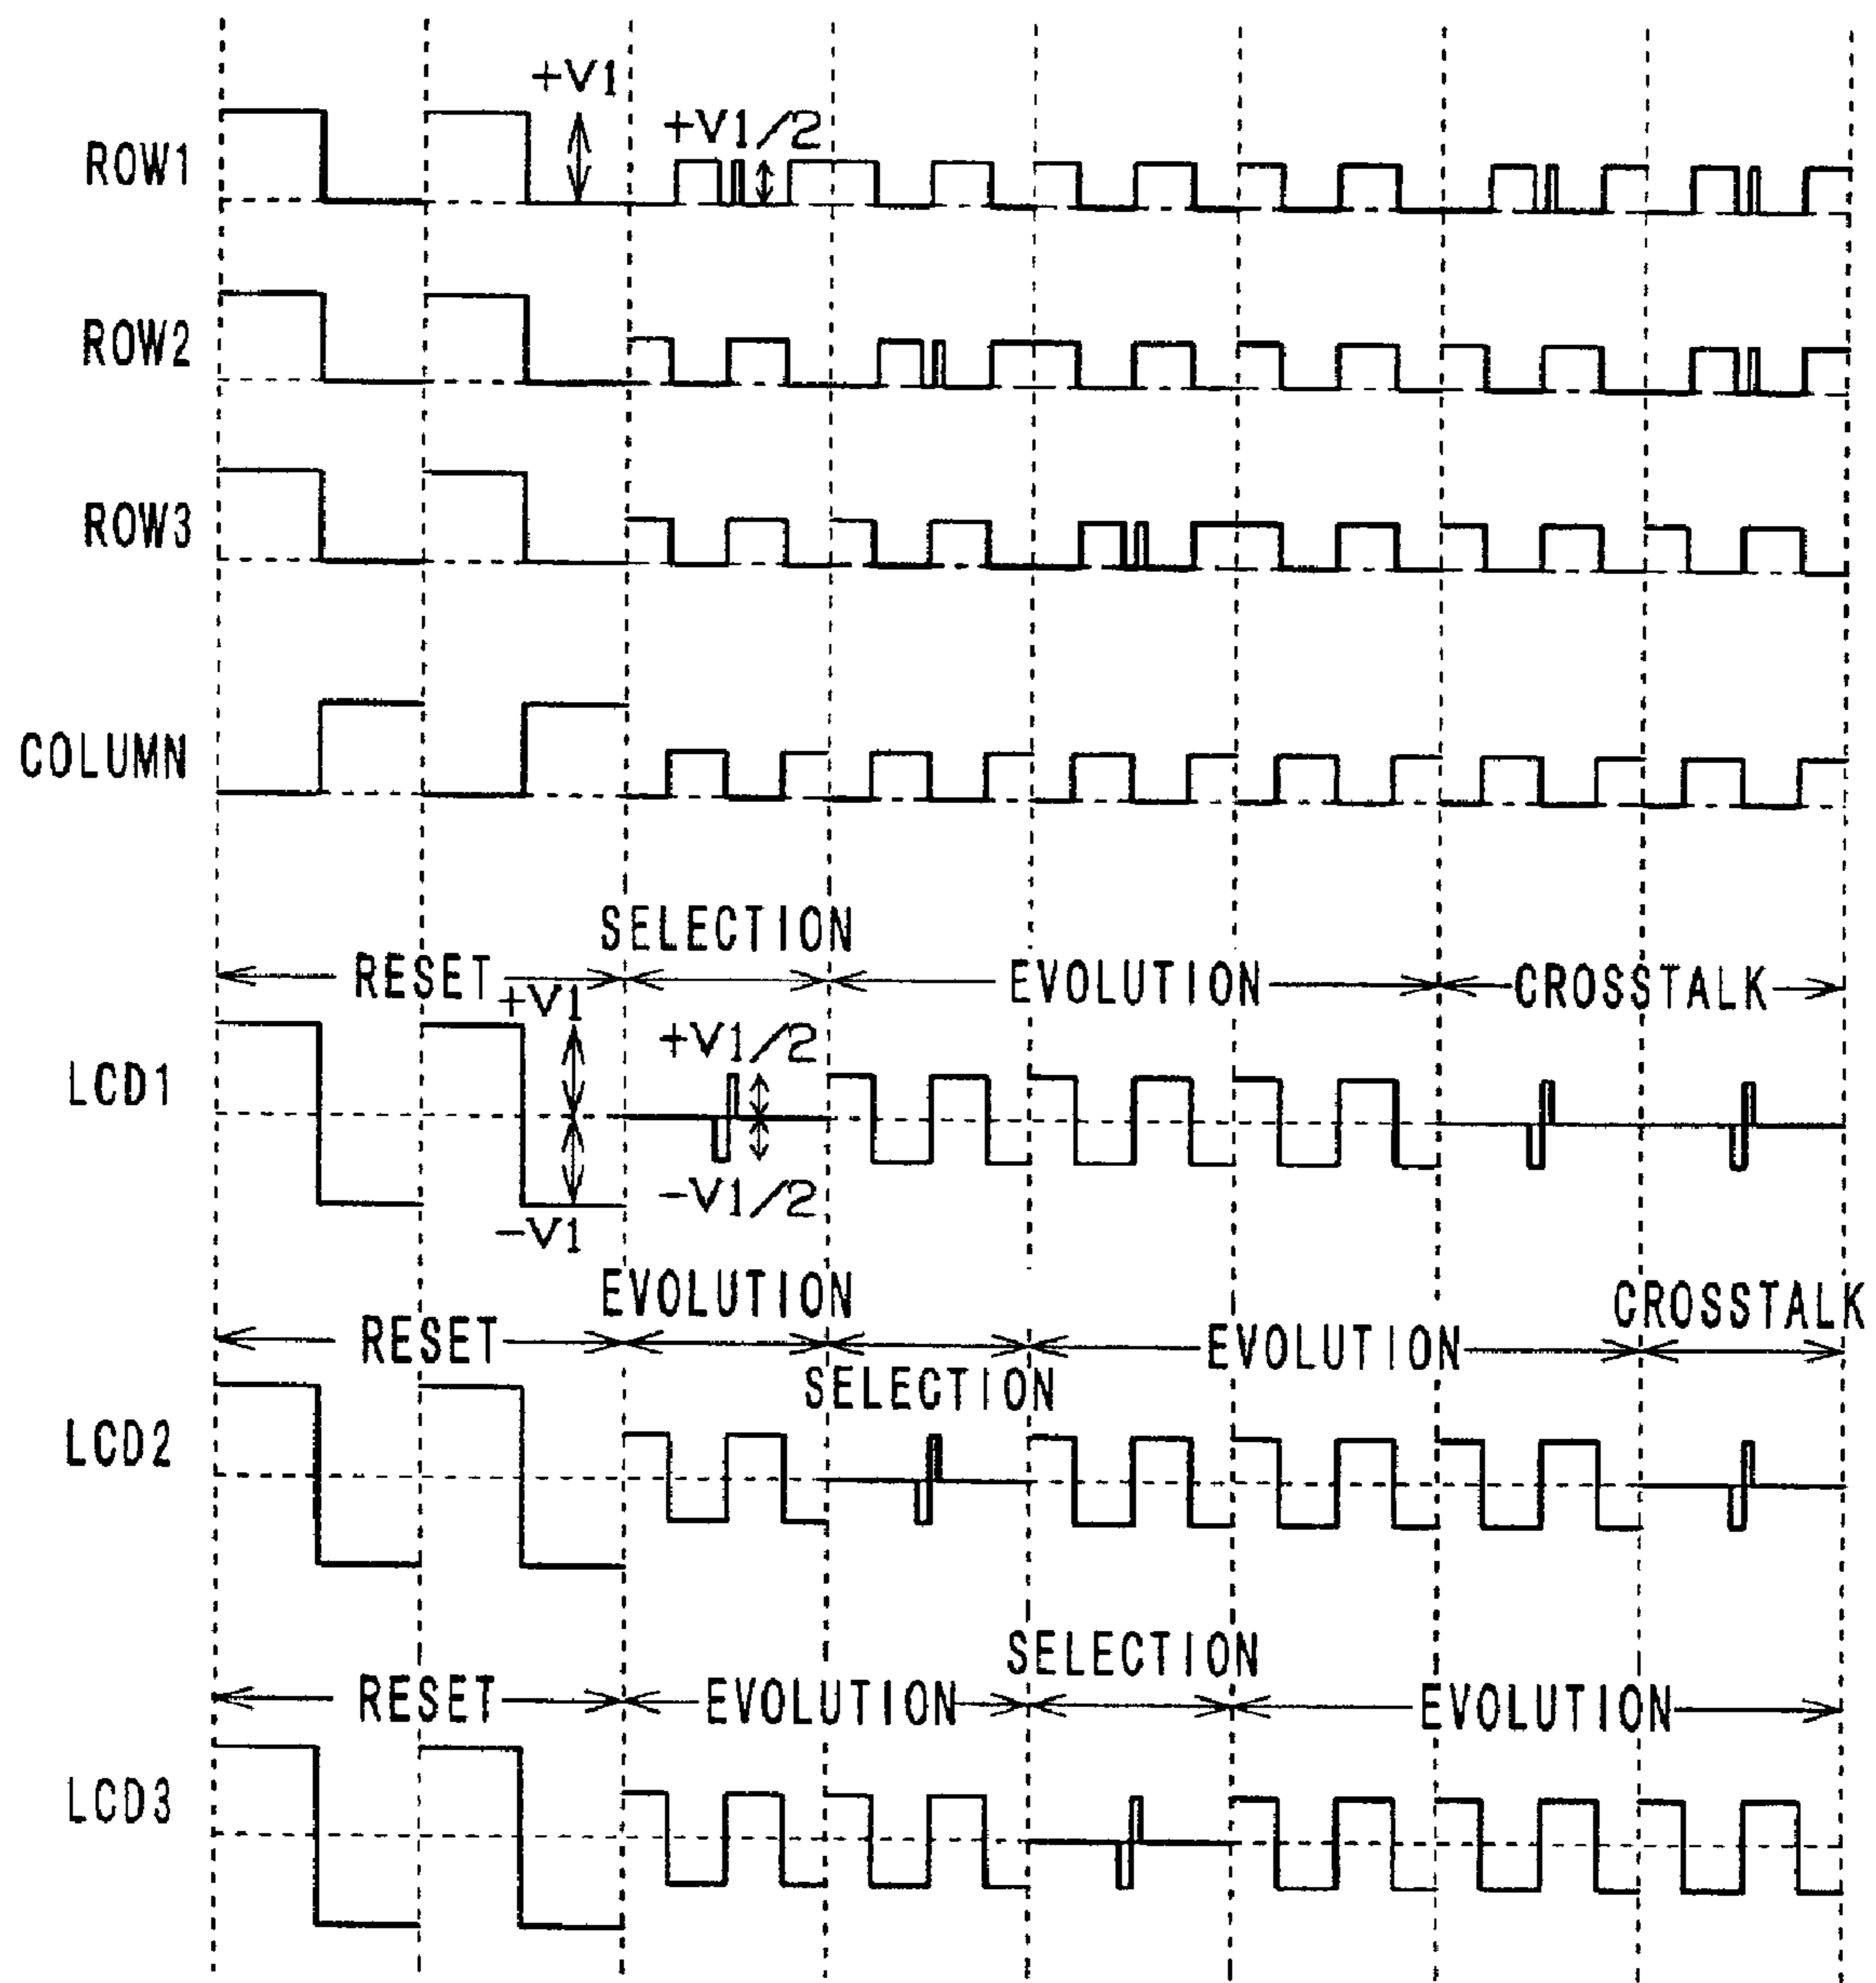 +V1
+V1/2
ROW1
ROW2
ROW3
COLUMN
SELECTION
RESET
EVOLUTION
CROSSTALK
+V1
+V1/2
LCD1
-V1/2
-V1
EVOLUTION
CROSSTALK
RESET
EVOLUTION
SELECTION
LCD2
SELECTION
RESET
EVOLUTION
EVOLUTION
LCD3